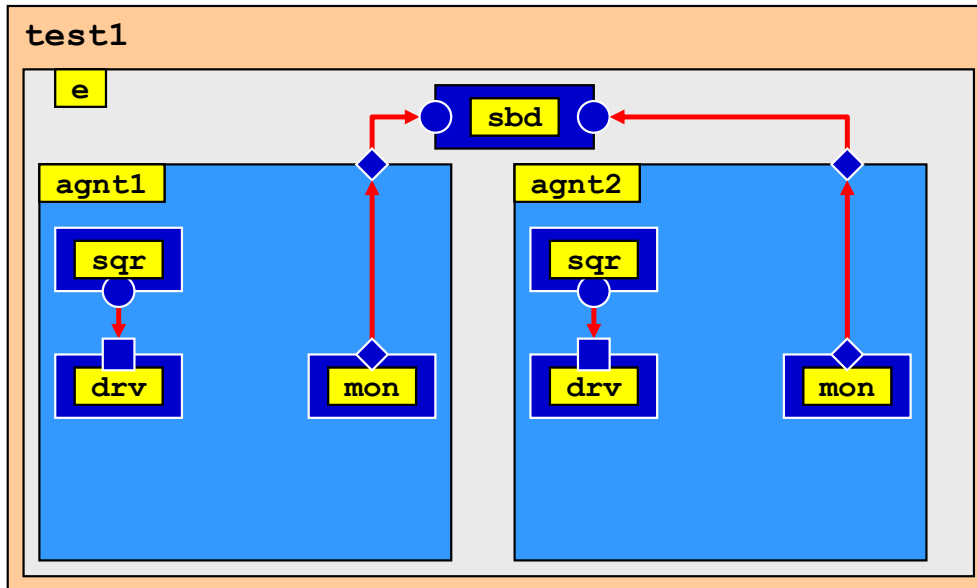 test1
e
sbd
agnt1
agnt2
sqr
sqr
drv
mon
drv
mon